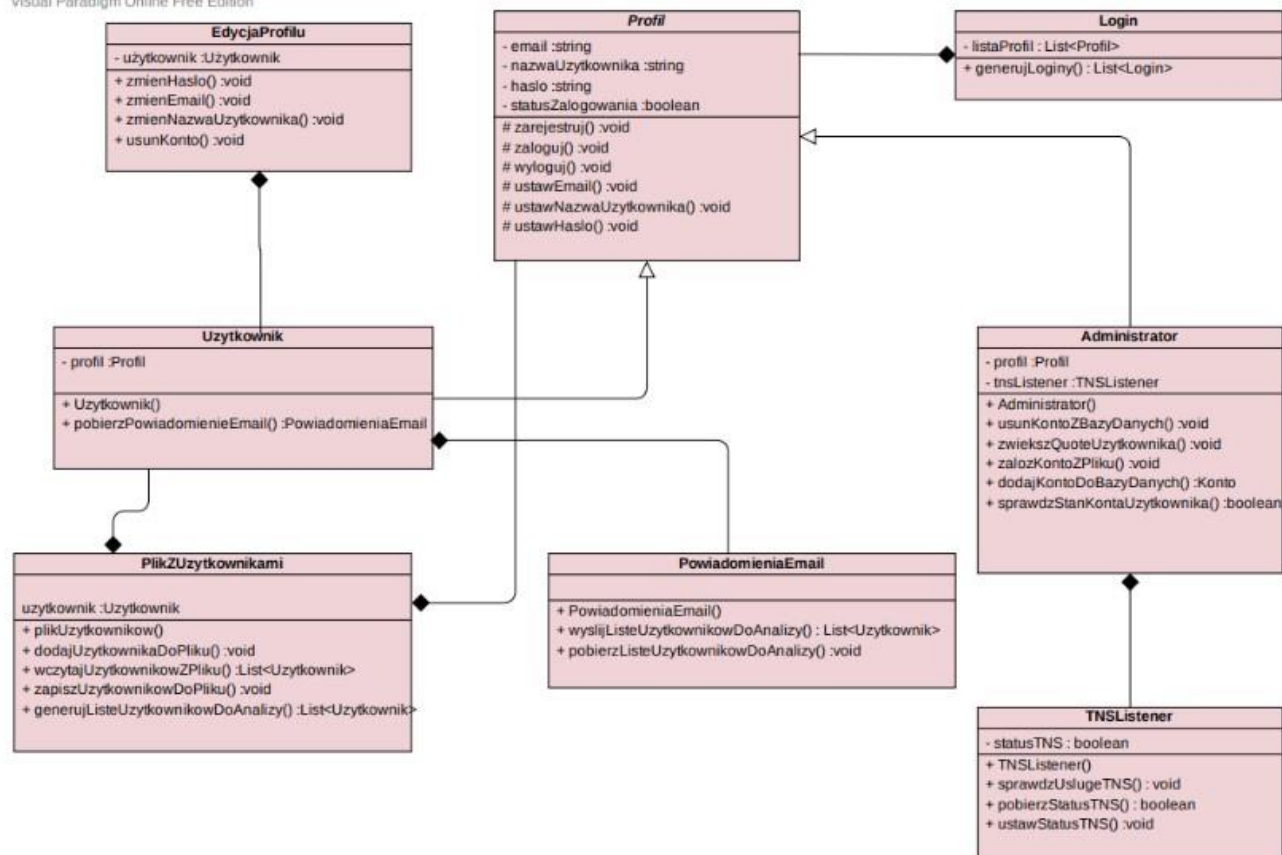 Visual Paradigm Online Free Edition
EdycjaProfilu
- użytkownik :Użytkownik
+ zmienHaslo() :void
+ zmienEmail() :void
+ zmienNazwaUzytkownika() :void
+ usunKonto() :void
Profil
- email :string
- nazwaUzytkownika :string
- haslo :string
- statusZalogowania :boolean
# zarejestruj() :void
# zaloguj() :void
# wyloguj() :void
# ustawEmail() :void
# ustawNazwaUzytkownika() :void
# ustawHaslo() :void
Login
- listaProfil : List<Profil>
+ generujLoginy() : List<Login>
Uzytkownik
- profil :Profil
+ Uzytkownik()
+ pobierzPowiadomienieEmail() :PowiadomieniaEmail
Administrator
- profil :Profil
- tnsListener :TNSListener
+ Administrator()
+ usunKontoZBazyDanych() :void
+ zwiekszQuoteUzytkownika() :void
+ zalozKontoZPliku() :void
+ dodajKontoDoBazyDanych() :Konto
+ sprawdzStanKontaUzytkownika() :boolean
PlikZUzytkownikami
uzytkownik :Uzytkownik
+ plikUzytkownikow()
+ dodajUzytkownikaDoPliku() :void
+ wczytajUzytkownikowZPliku() :List<Uzytkownik>
+ zapiszUzytkownikowDoPliku() :void
+ generujListeUzytkownikowDoAnalizy() :List<Uzytkownik>
PowiadomieniaEmail
+ PowiadomieniaEmail()
+ wyslijListeUzytkownikowDoAnalizy() : List<Uzytkownik>
+ pobierzListeUzytkownikowDoAnalizy() :void
TNSListener
- statusTNS : boolean
+ TNSListener()
+ sprawdzUslugeTNS() : void
+ pobierzStatusTNS() : boolean
+ ustawStatusTNS() :void